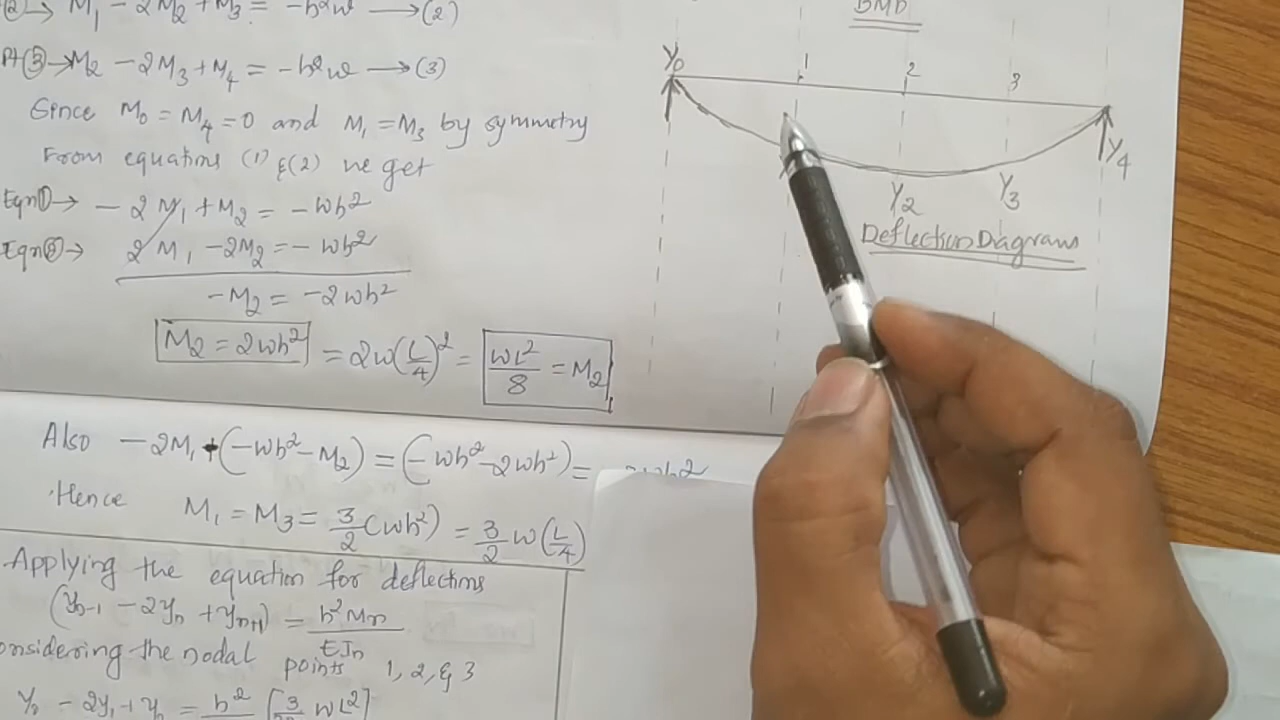 M₁ - 2M₂ + M₃ = -h²w → (2)
Pt ③ → M₂ - 2M₃ + M₄ = -h²w → (3)
Since M₀ = M₄ = 0 and M₁ = M₃ by symmetry
From equations (1) & (2) we get
Eqn① → - 2M₁ + M₂ = - wh²
Eqn② → 2M₁ - 2M₂ = - wh²
-M₂ = -2wh²
M₂ = 2wh² = 2w(L/4)² = wL²/8 = M₂
Also -2M₁ + (-wh² - M₂) = (-wh² - 2wh²) =
Hence M₁ = M₃ = 3/2 (wh²) = 3/2 w(L/4)
Applying the equation for deflections
(yₙ₋₁ - 2yₙ + yₙ₊₁) = h²Mₙ/EIₙ
considering the nodal points 1, 2, & 3
BMD
Y₀ 1 2 3
Y₂ Y₃ Y₄
Deflection Diagram